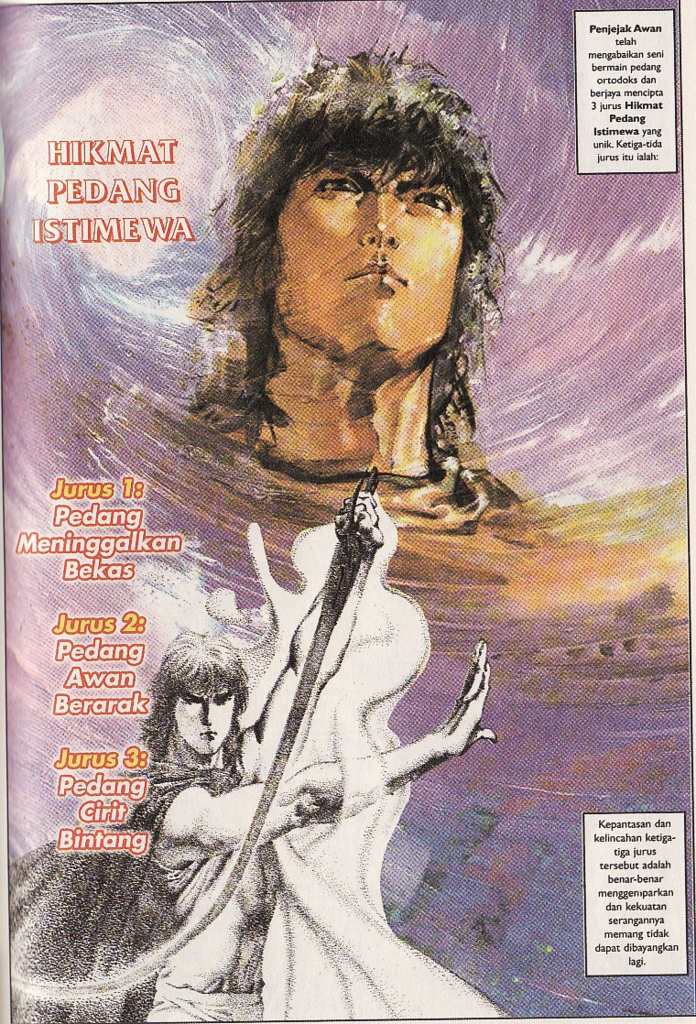 HIKMAT
PEDANG
ISTIMEWA
Penjejak Awan
telah
mengabaikan seni
bermain pedang
ortodoks dan
berjaya mencipta
3 jurus Hikmat
Pedang
Istimewa yang
unik. Ketiga-tida
jurus itu ialah:
Jurus 1:
Pedang
Meninggalkan
Bekas
Jurus 2:
Pedang
Awan
Berarak
Jurus 3:
Pedang
Cirit
Bintang
Kepantasan dan
kelincahan ketiga-
tiga jurus
tersebut adalah
benar-benar
menggemparkan
dan kekuatan
serangannya
memang tidak
dapat dibayangkan
lagi.